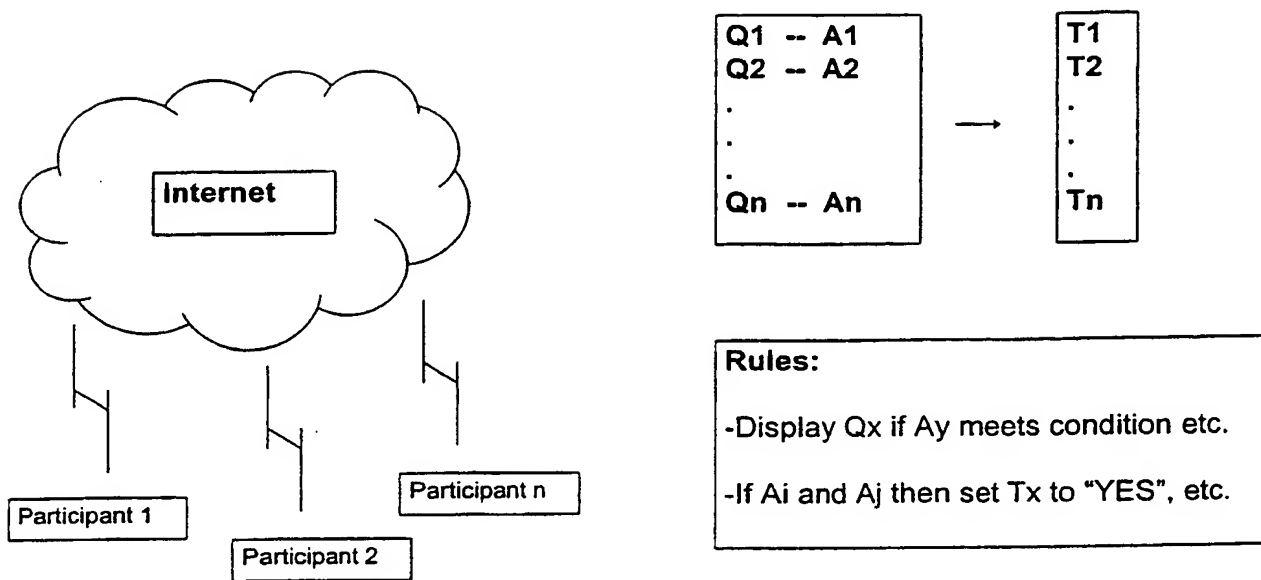 Internet
Participant 1
Participant 2
Participant n
Q1 -- A1
Q2 -- A2
.
.
.
Qn -- An
T1
T2
.
.
.
Tn
Rules:
-Display Qx if Ay meets condition etc.
-If Ai and Aj then set Tx to “YES”, etc.